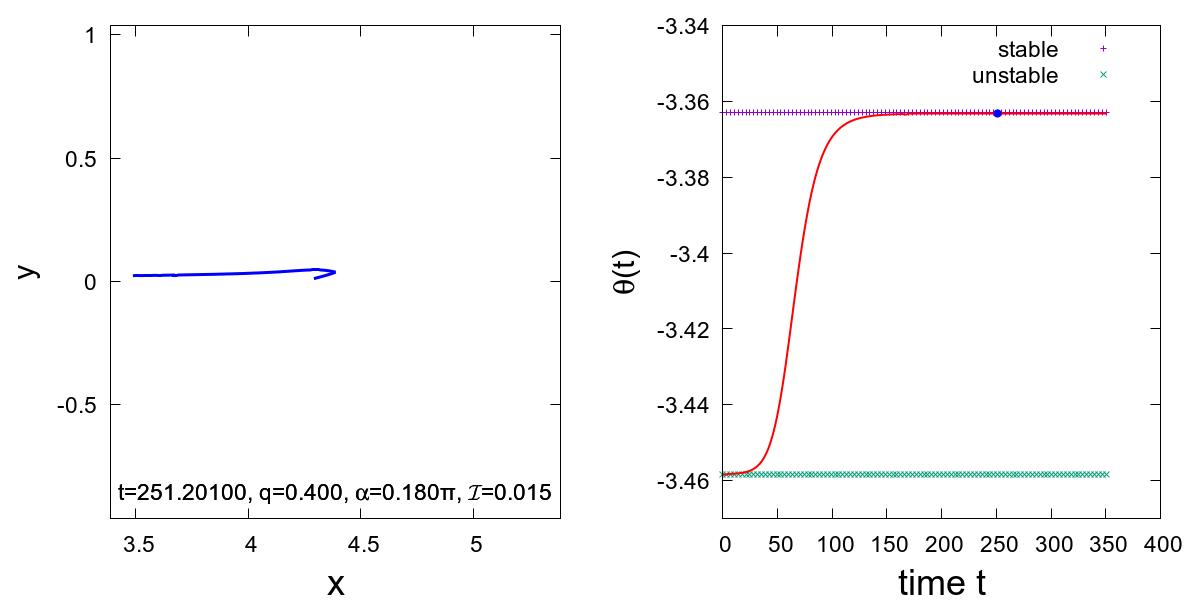 1
0.5
0
-0.5
y
t=251.20100, q=0.400, α=0.180π, ℐ=0.015
3.5 4 4.5 5
x
-3.34
-3.36
-3.38
-3.4
-3.42
-3.44
-3.46
θ(t)
stable
unstable
0 50 100 150 200 250 300 350 400
time t